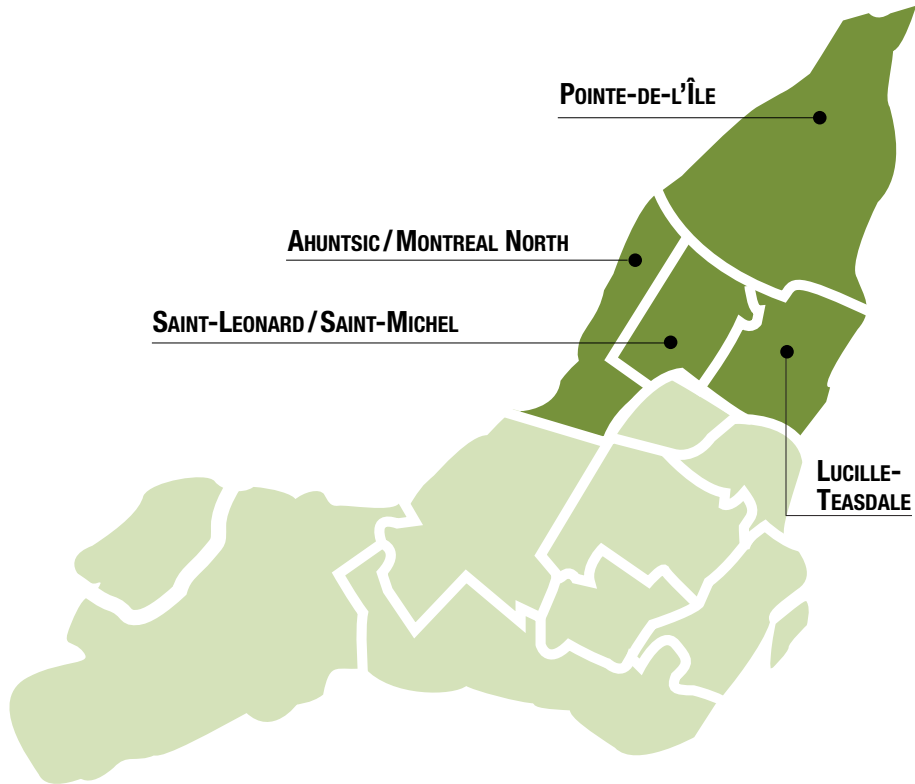 Pointe-de-l'Île
Ahuntsic / Montreal North
Saint-Leonard / Saint-Michel
Lucille-
Teasdale